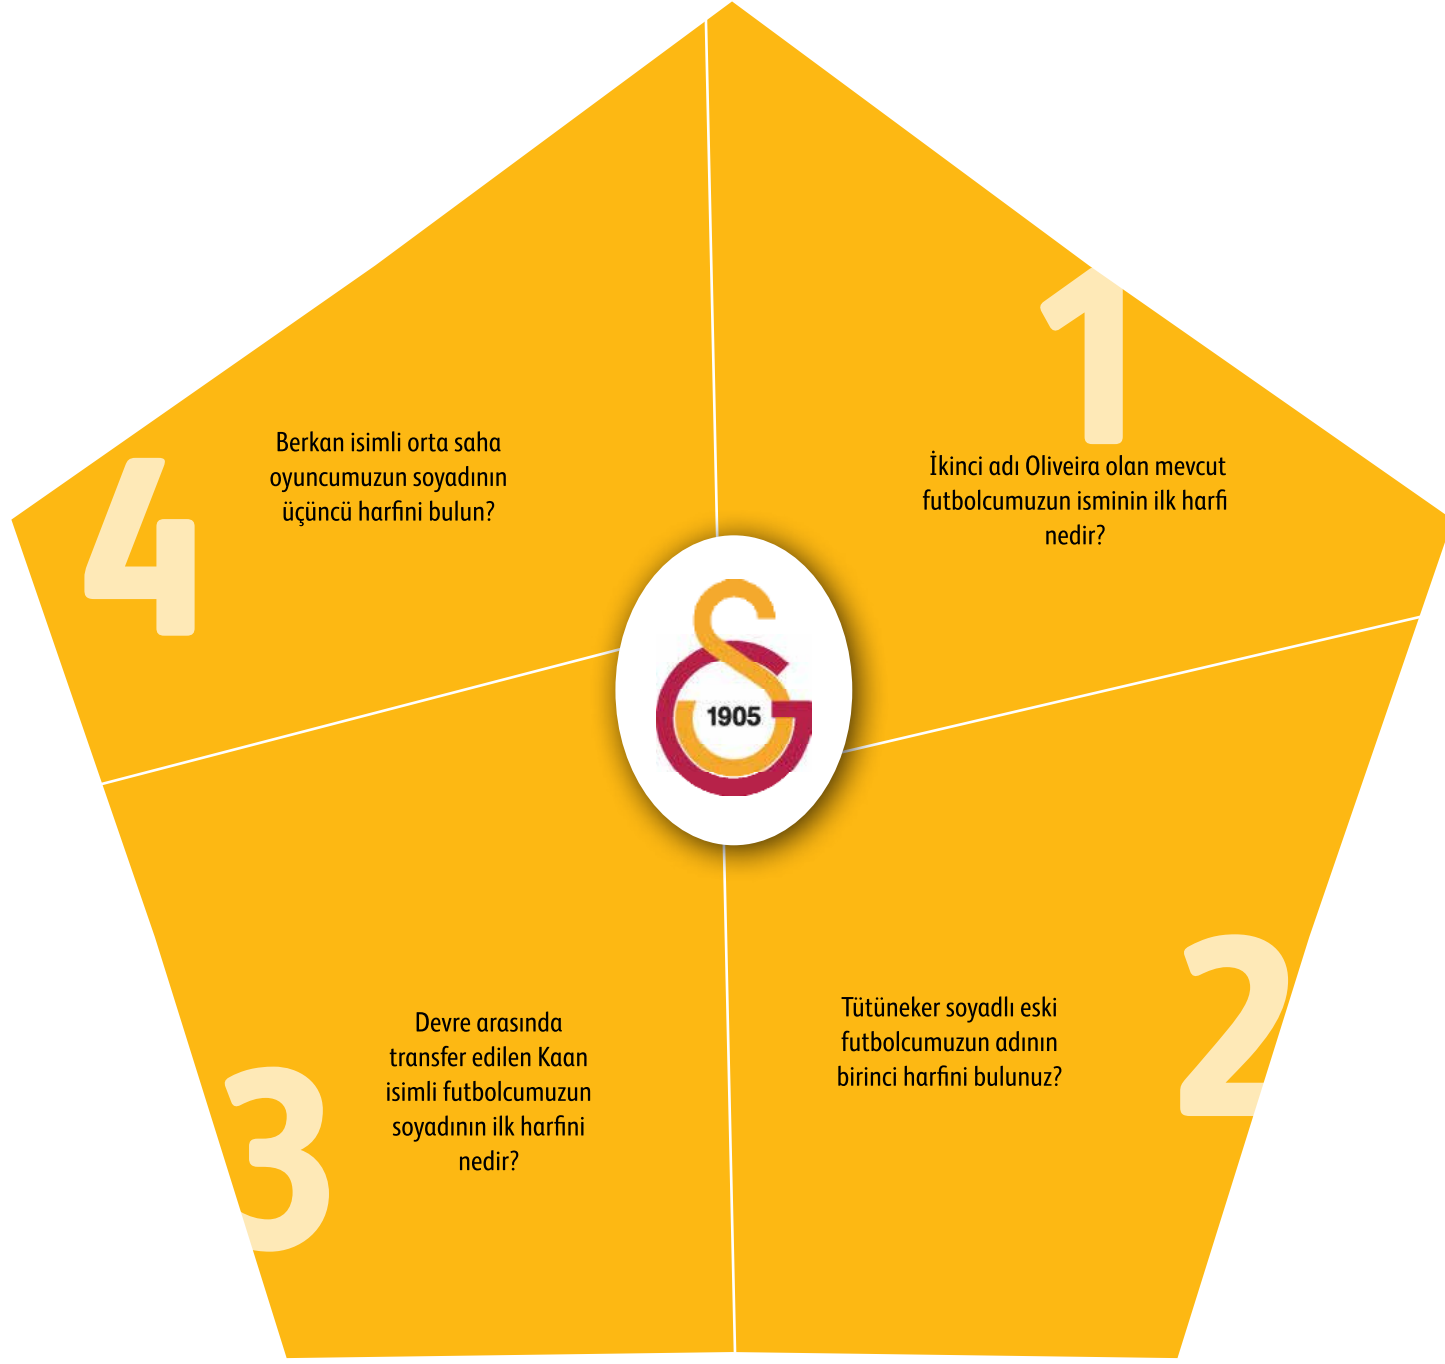 1
İkinci adı Oliveira olan mevcut
futbolcumuzun isminin ilk harfi
nedir?
2
Tütüneker soyadlı eski
futbolcumuzun adının
birinci harfini bulunuz?
3
Devre arasında
transfer edilen Kaan
isimli futbolcumuzun
soyadının ilk harfini
nedir?
4
Berkan isimli orta saha
oyuncumuzun soyadının
üçüncü harfini bulun?
1905